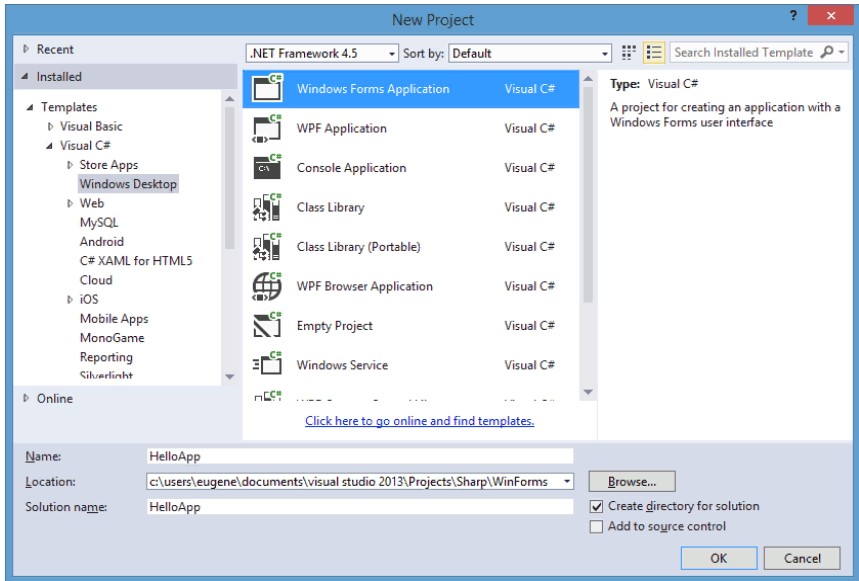 New Project
?
Recent
.NET Framework 4.5
Sort by: Default
Search Installed Template
Installed
Templates
Visual Basic
Visual C#
Store Apps
Windows Desktop
Web
MySQL
Android
C# XAML for HTML5
Cloud
iOS
Mobile Apps
MonoGame
Reporting
Silverlight
Online
Windows Forms Application Visual C#
WPF Application Visual C#
Console Application Visual C#
Class Library Visual C#
Class Library (Portable) Visual C#
WPF Browser Application Visual C#
Empty Project Visual C#
Windows Service Visual C#
Click here to go online and find templates.
Type: Visual C#
A project for creating an application with a
Windows Forms user interface
Name: HelloApp
Location: c:\users\eugene\documents\visual studio 2013\Projects\Sharp\WinForms
Browse...
Solution name: HelloApp
Create directory for solution
Add to source control
OK
Cancel